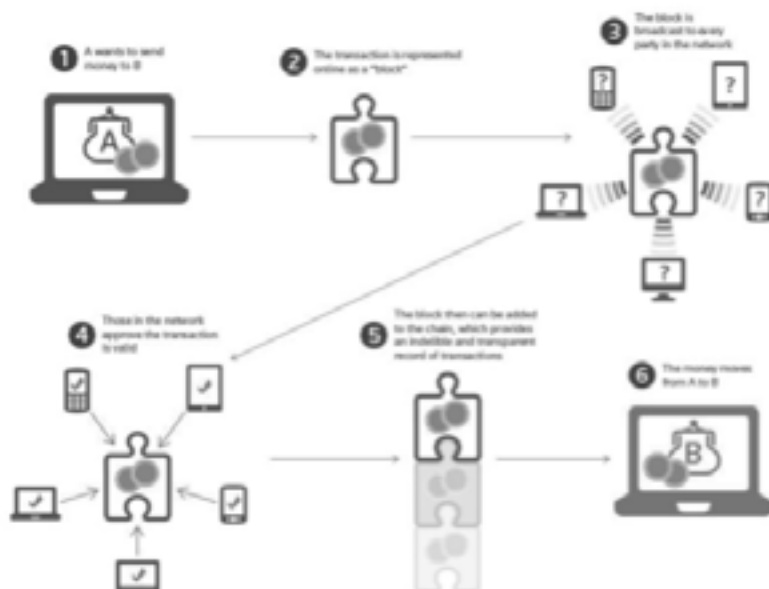 1 A wants to send
money to B
2 The transaction is represented
online as a "block"
3 The block is
broadcast to every
party in the network
A
?
?
?
?
?
4 Those in the network
approve the transaction
is valid
5 The block then can be added
to the chain, which provides
an indelible and transparent
record of transactions
6 The money moves
from A to B
B